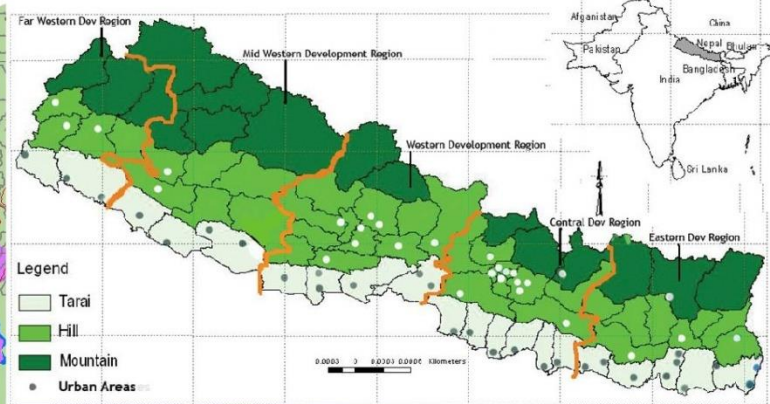 Far Western Dev Region
Mid Western Development Region
Western Development Region
Central Dev Region
Eastern Dev Region
Afganistan
China
Pakistan
Nepal
Bhutan
India
Bangladesh
Sri Lanka
Legend
Tarai
Hill
Mountain
Urban Areas
Kilometers